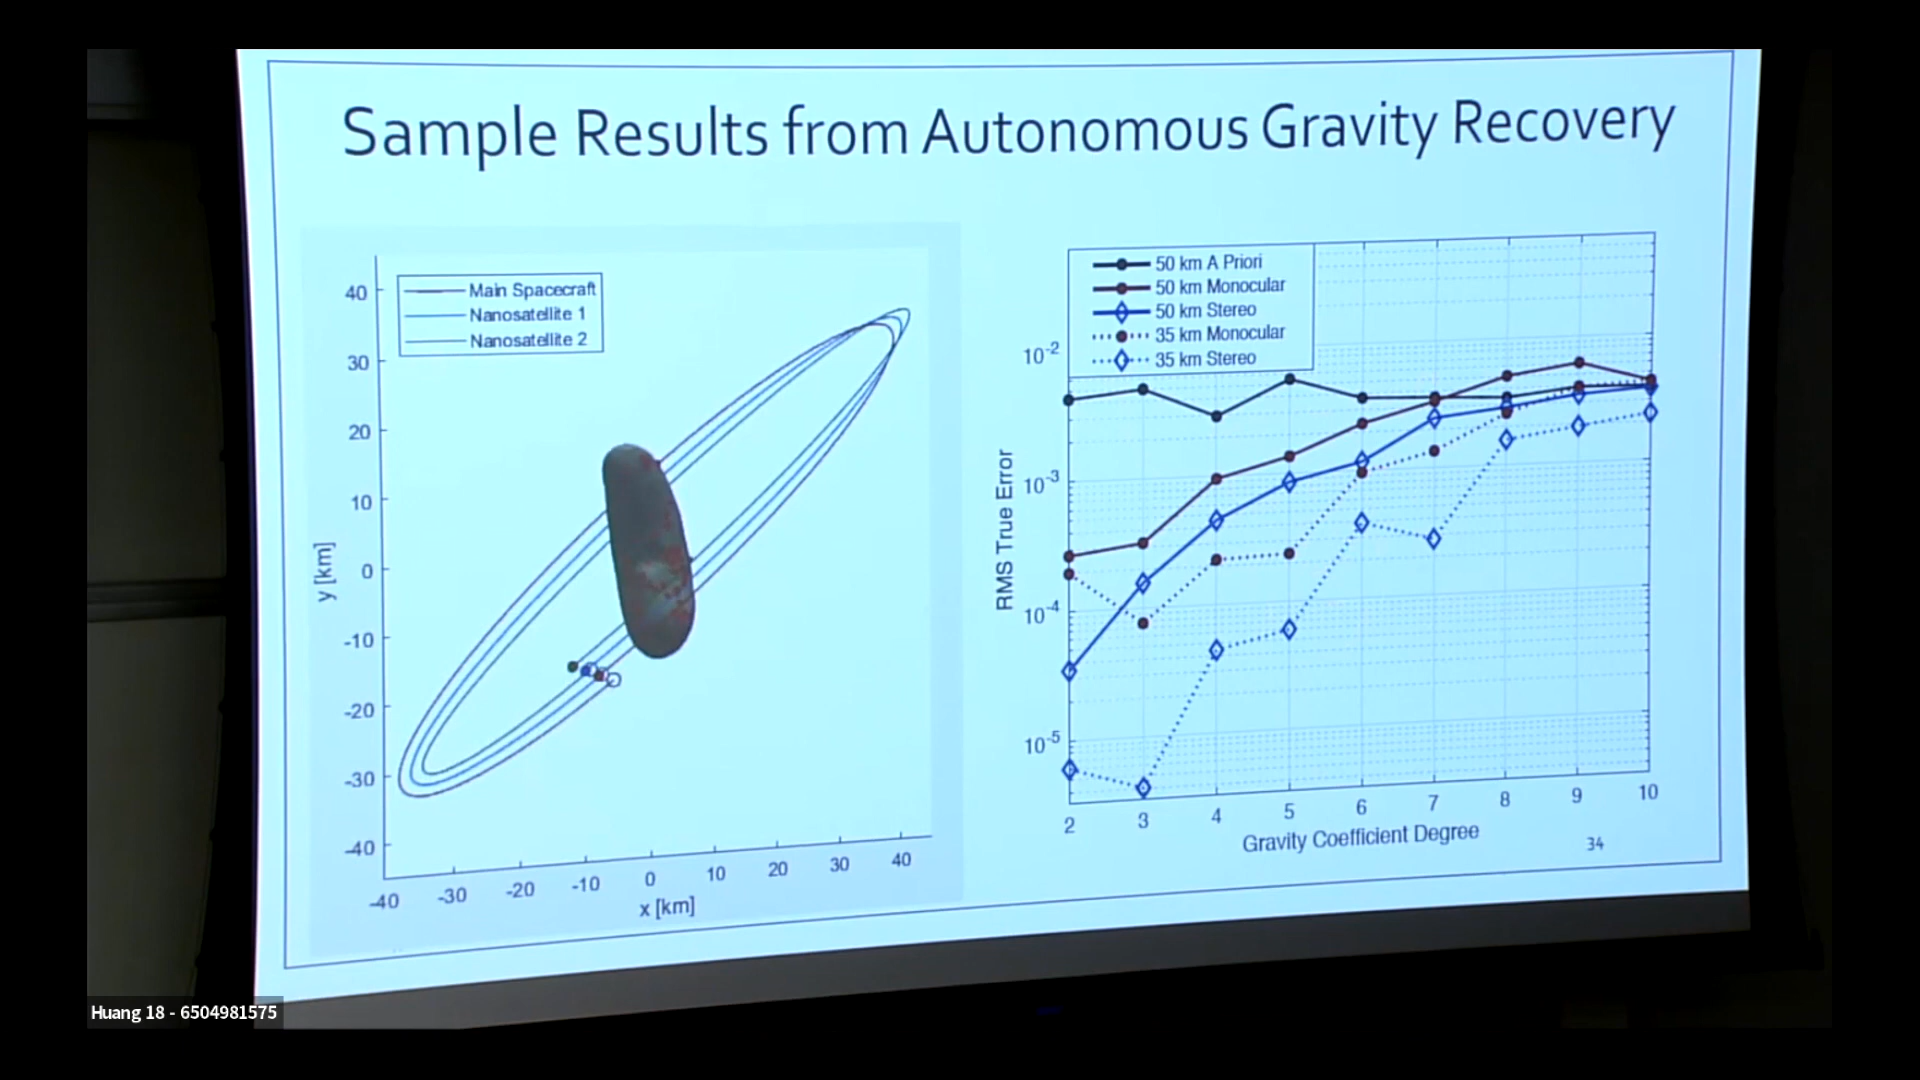 Sample Results from Autonomous Gravity Recovery
Main Spacecraft
Nanosatellite 1
Nanosatellite 2
40
30
20
10
0
-10
-20
-30
-40
y [km]
-40 -30 -20 -10 0 10 20 30 40
x [km]
50 km A Priori
50 km Monocular
50 km Stereo
35 km Monocular
35 km Stereo
10-2
10-3
10-4
10-5
RMS True Error
2 3 4 5 6 7 8 9 10
Gravity Coefficient Degree
34
Huang 18 - 6504981575